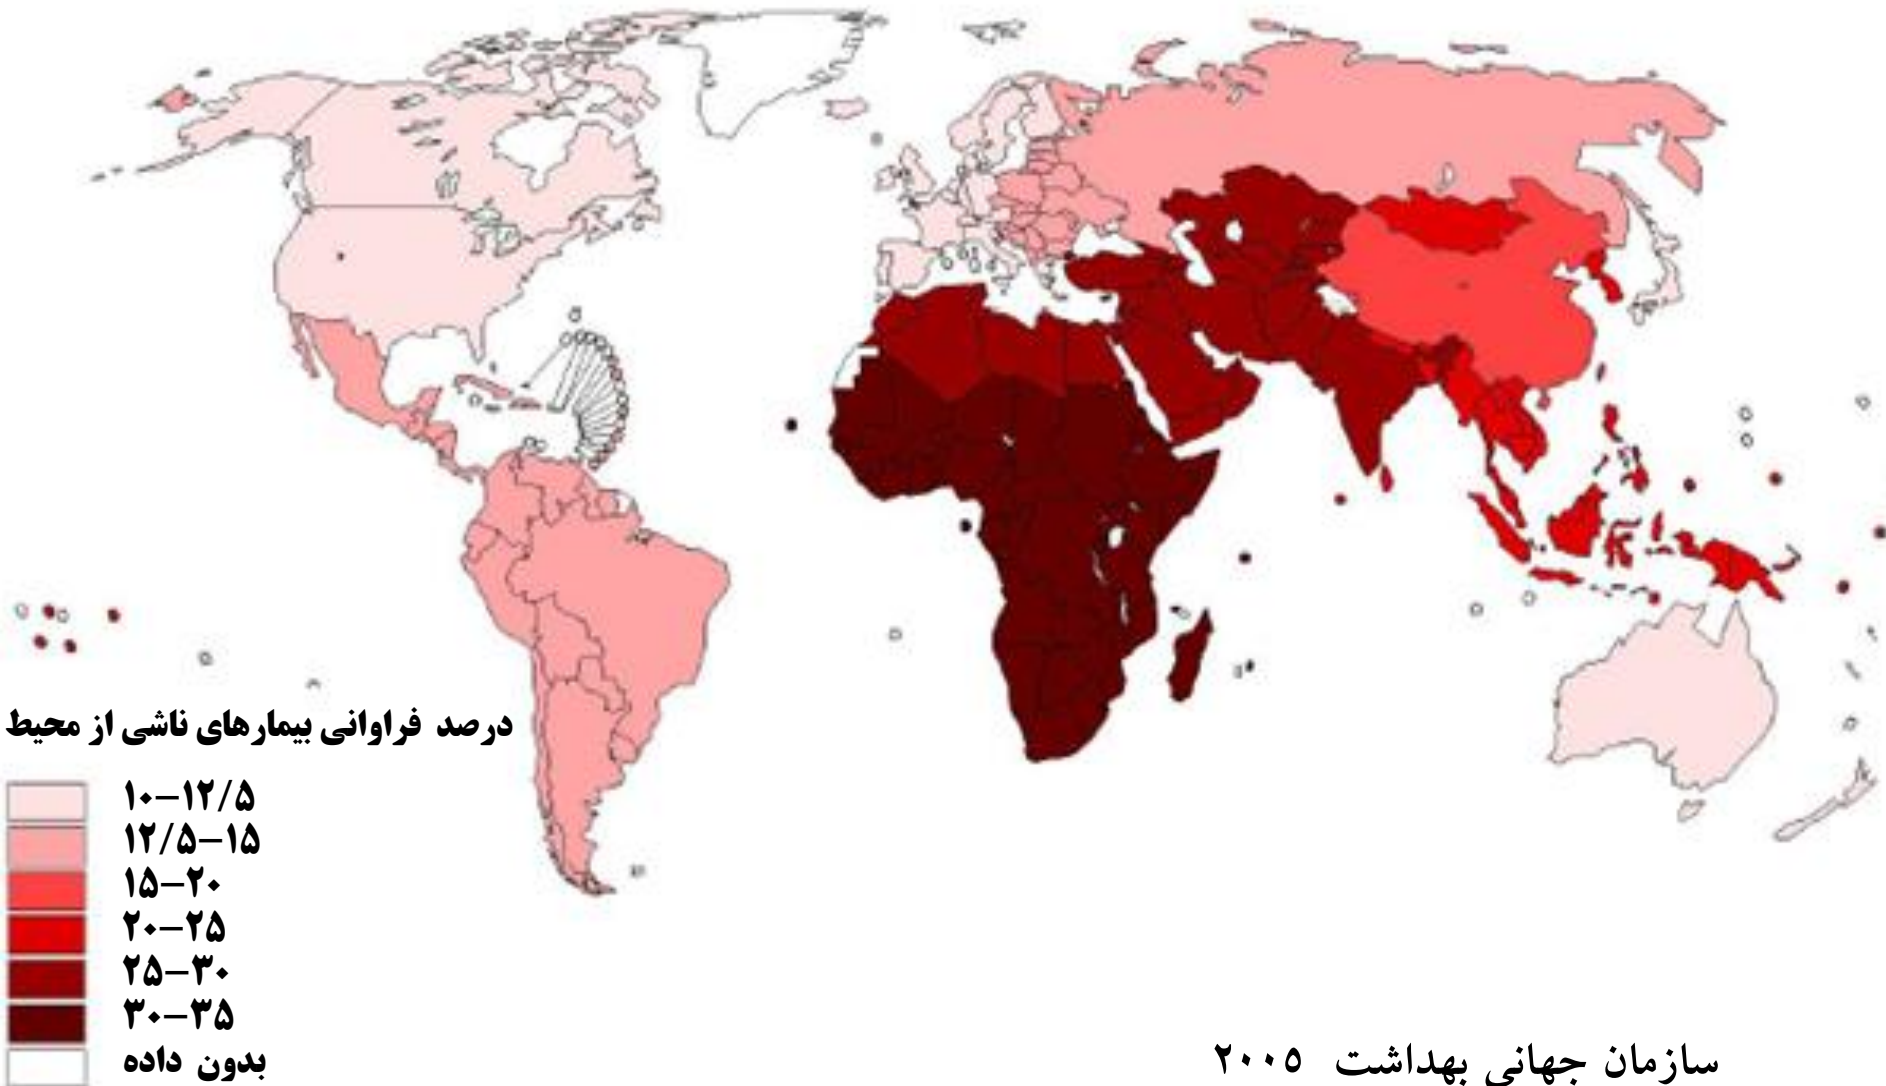 درصد فراوانی بیمارهای ناشی از محیط
۱۰–۱۲/۵
۱۲/۵–۱۵
۱۵–۲۰
۲۰–۲۵
۲۵–۳۰
۳۰–۳۵
بدون داده
سازمان جهانی بهداشت ۲۰۰۵